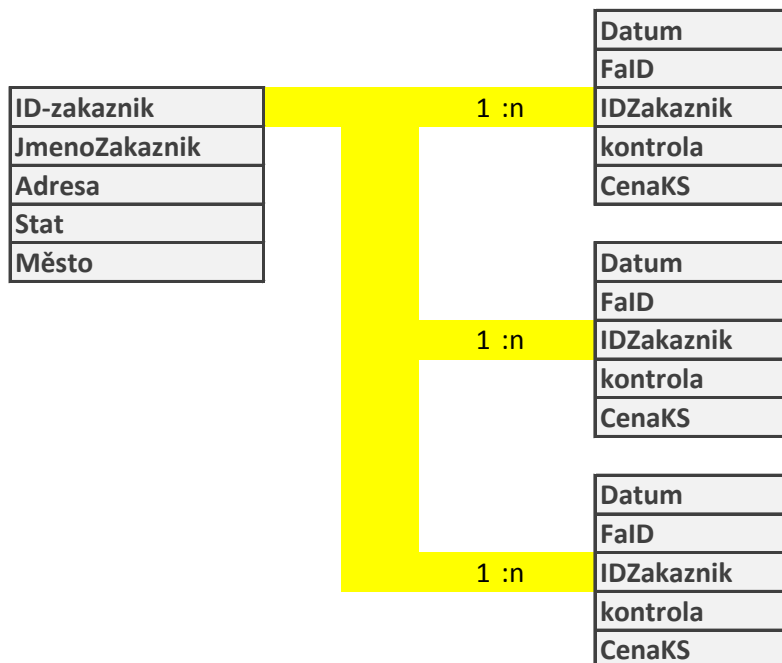 ID-zakaznik
JmenoZakaznik
Adresa
Stat
Město
1 :n
1 :n
1 :n
Datum
FaID
IDZakaznik
kontrola
CenaKS
Datum
FaID
IDZakaznik
kontrola
CenaKS
Datum
FaID
IDZakaznik
kontrola
CenaKS